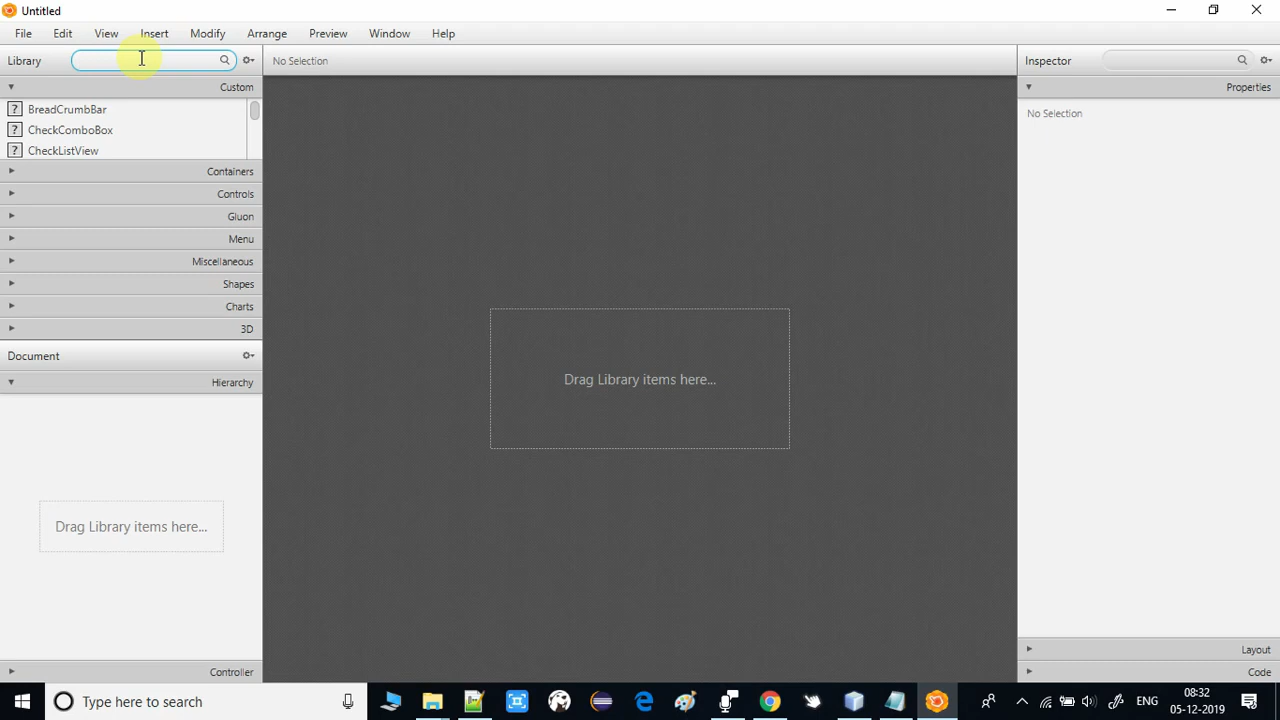 Untitled
File Edit View Insert Modify Arrange Preview Window Help
Library
No Selection
Inspector
Custom
Properties
? BreadCrumbBar
No Selection
? CheckComboBox
? CheckListView
Containers
Controls
Gluon
Menu
Miscellaneous
Shapes
Charts
3D
Document
Hierarchy
Drag Library items here...
Drag Library items here...
Layout
Controller
Code
Type here to search
ENG
08:32
05-12-2019